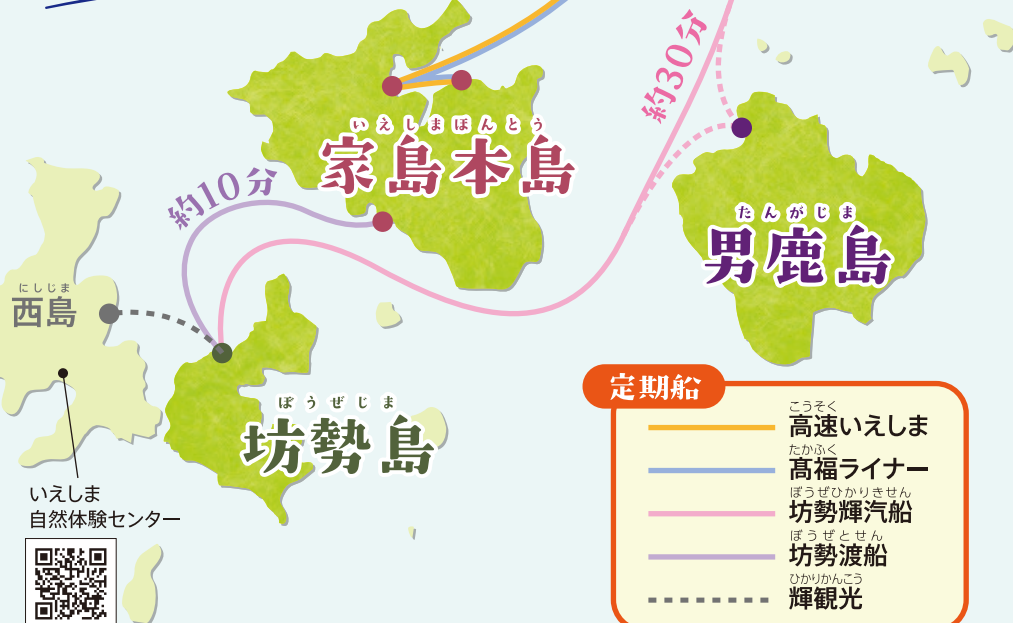 約30分
いえしまほんとう
家島本島
約10分
たんがじま
男鹿島
にしじま
西島
ぼうぜじま
坊勢島
いえしま
自然体験センター
定期船
こうそく
高速いえしま
たかふく
髙福ライナー
ぼうぜひかりきせん
坊勢輝汽船
ぼうぜとせん
坊勢渡船
ひかりかんこう
輝観光